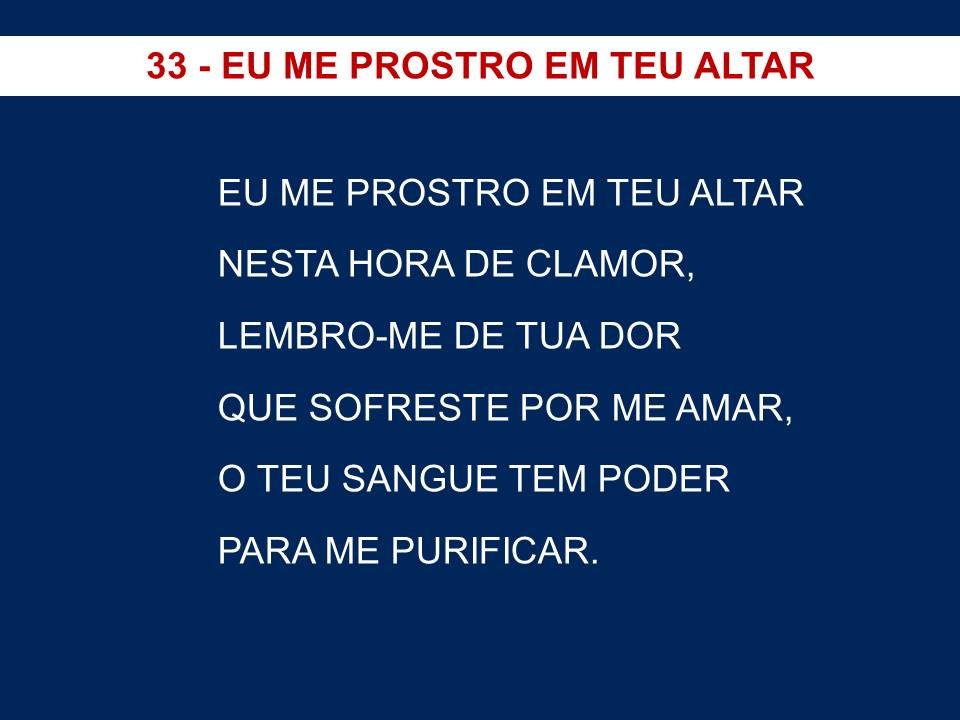 33 - EU ME PROSTRO EM TEU ALTAR
EU ME PROSTRO EM TEU ALTAR
NESTA HORA DE CLAMOR,
LEMBRO-ME DE TUA DOR
QUE SOFRESTE POR ME AMAR,
O TEU SANGUE TEM PODER
PARA ME PURIFICAR.